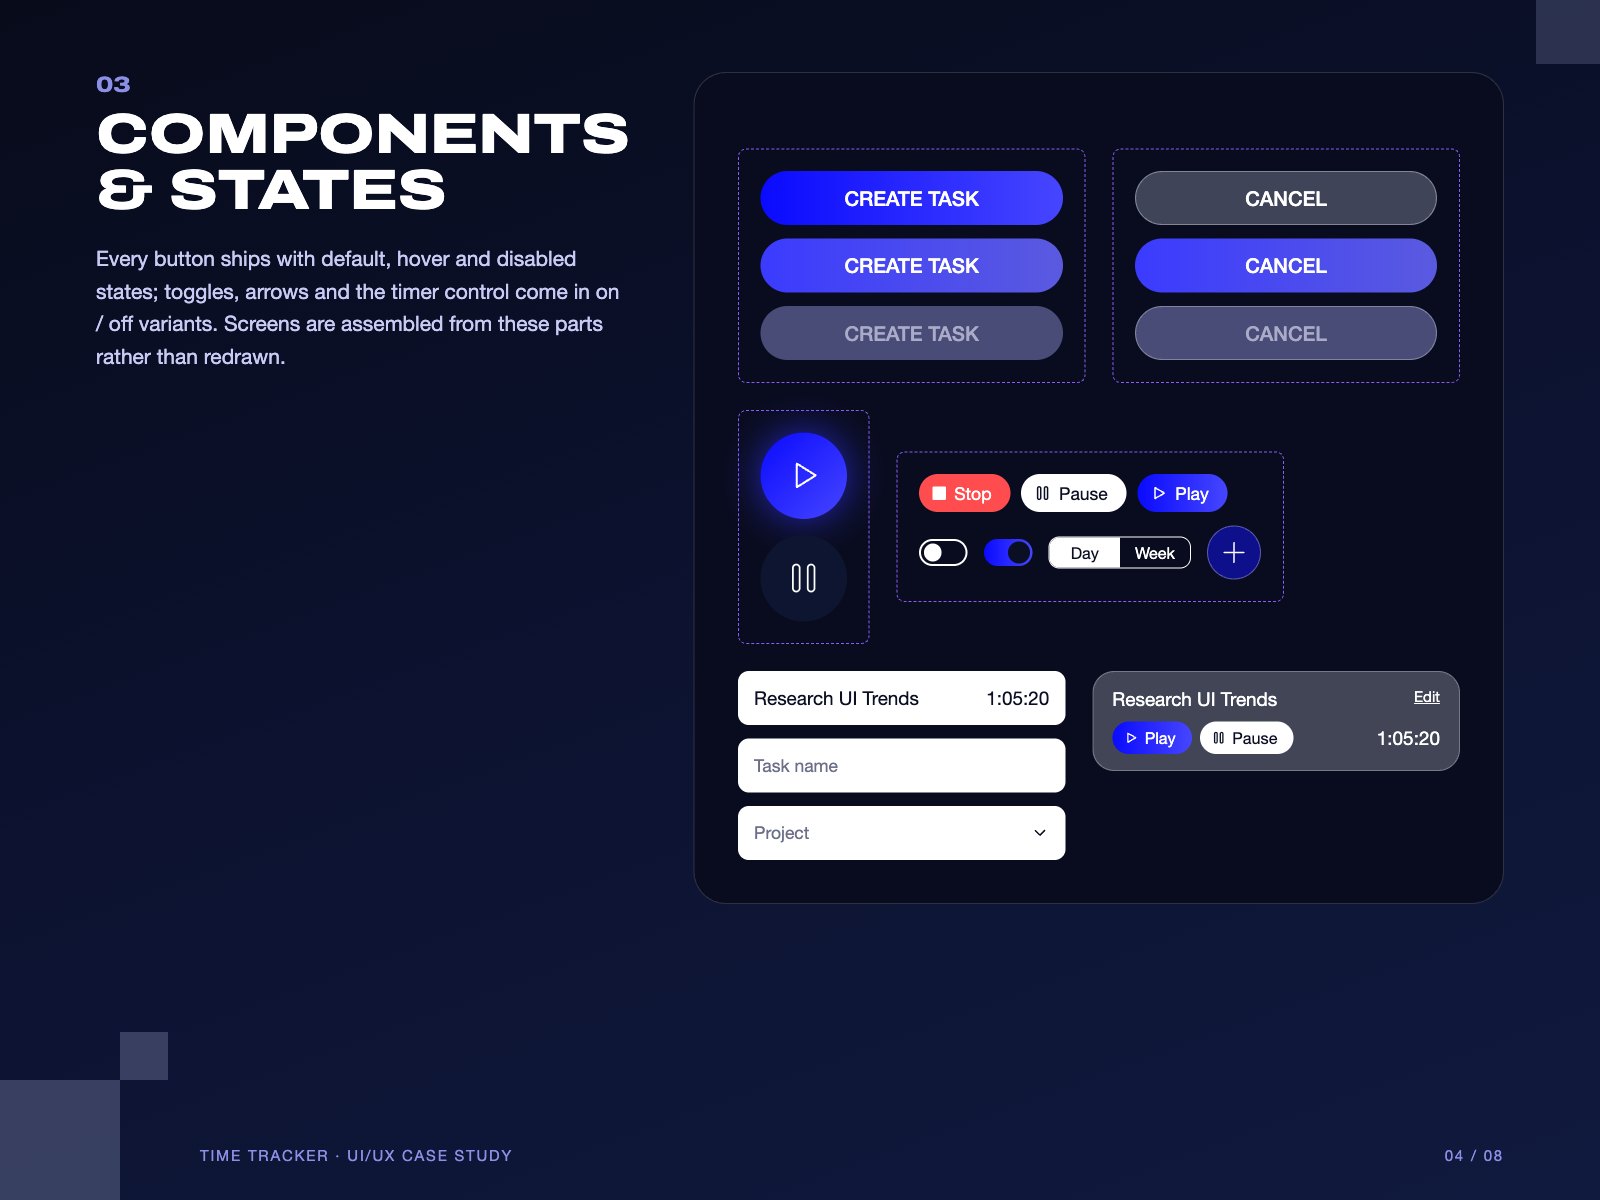 03
COMPONENTS
& STATES
Every button ships with default, hover and disabled
states; toggles, arrows and the timer control come in on
/ off variants. Screens are assembled from these parts
rather than redrawn.
CREATE TASK
CREATE TASK
CREATE TASK
CANCEL
CANCEL
CANCEL
Stop
Pause
Play
Day
Week
Research UI Trends 1:05:20
Task name
Project
Research UI Trends Edit
Play Pause 1:05:20
TIME TRACKER · UI/UX CASE STUDY
04 / 08